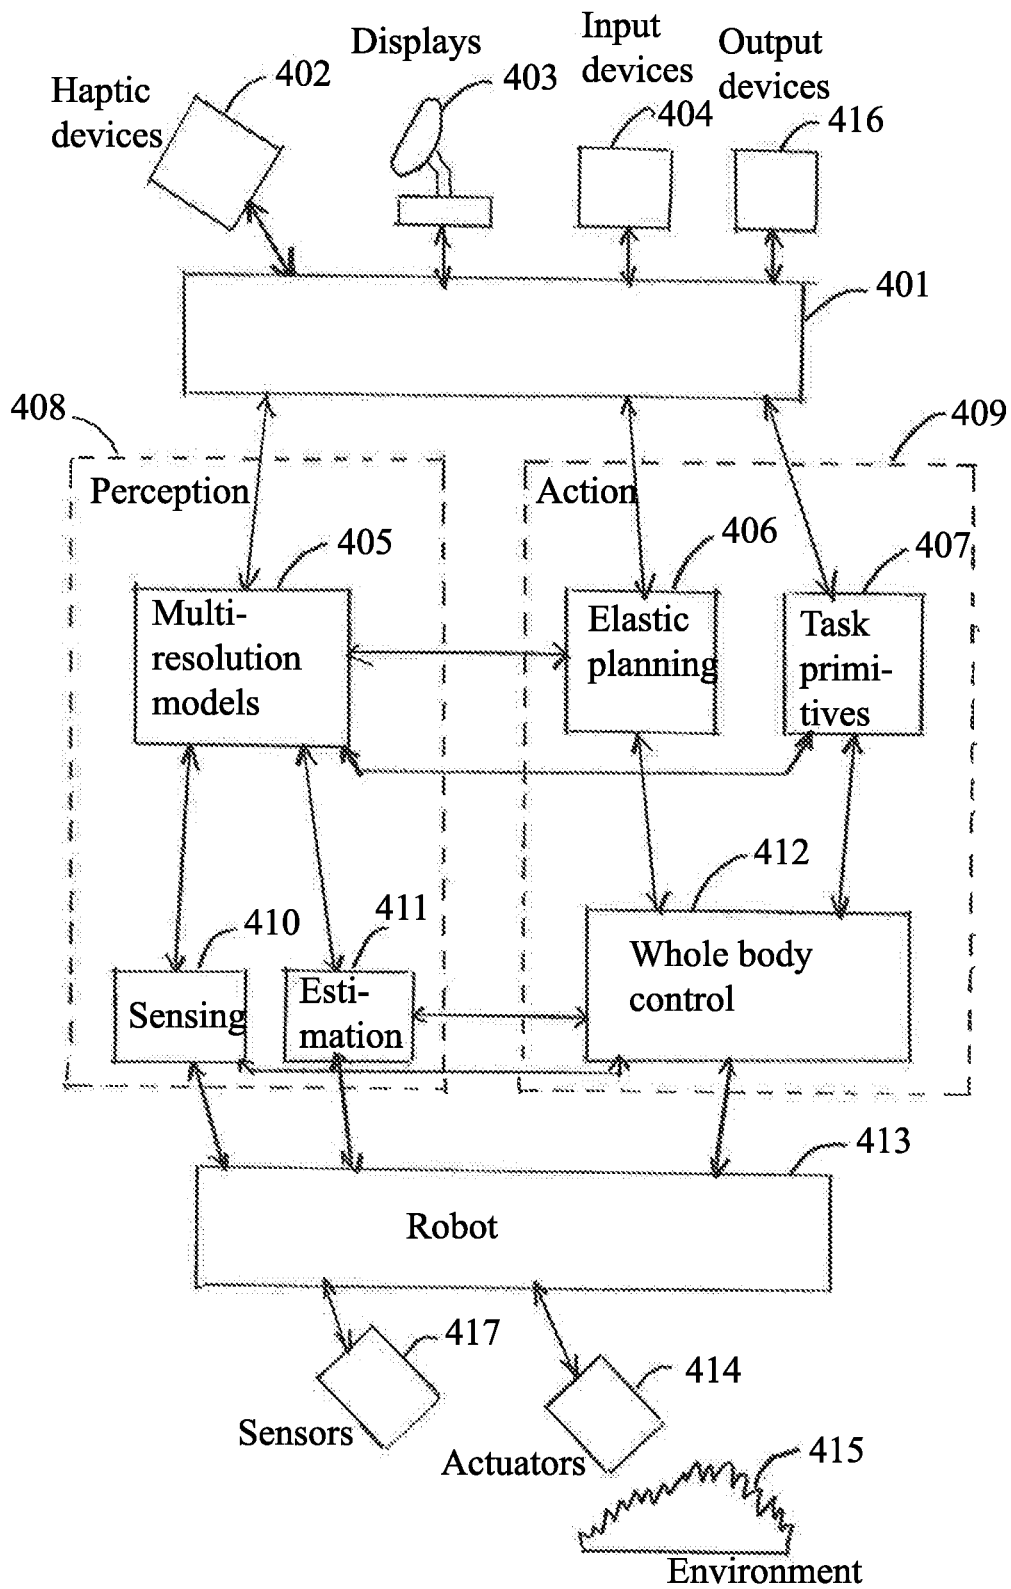 Haptic
devices
402
Displays
403
Input
devices
404
Output
devices
416
401
408
409
Perception
Action
405
406
407
Multi-
resolution
models
Elastic
planning
Task
primi-
tives
412
410
411
Sensing
Esti-
mation
Whole body
control
413
Robot
417
Sensors
414
Actuators
415
Environment